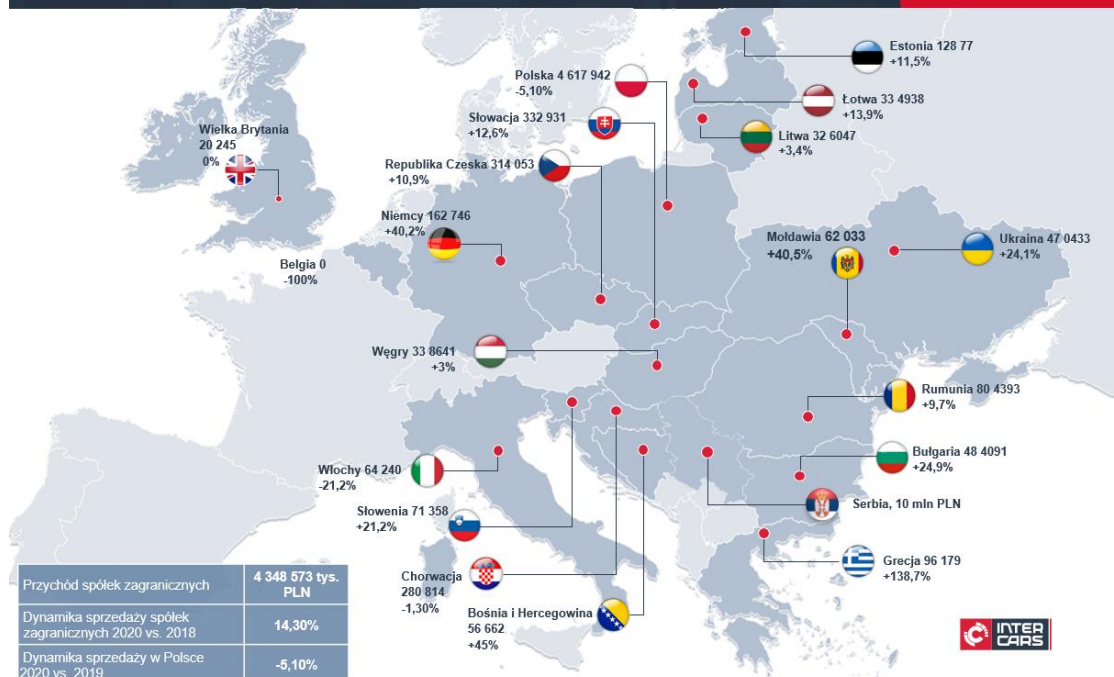 Estonia 128 77
+11,5%
Polska 4 617 942
-5,10%
Łotwa 33 4938
+13,9%
Słowacja 332 931
+12,6%
Litwa 32 6047
+3,4%
Wielka Brytania
20 245
0%
Republika Czeska 314 053
+10,9%
Niemcy 162 746
+40,2%
Mołdawia 62 033
+40,5%
Ukraina 47 0433
+24,1%
Belgia 0
-100%
Węgry 33 8641
+3%
Rumunia 80 4393
+9,7%
Bułgaria 48 4091
+24,9%
Włochy 64 240
-21,2%
Słowenia 71 358
+21,2%
Serbia, 10 mln PLN
Grecja 96 179
+138,7%
Chorwacja
280 814
-1,30%
Bośnia i Hercegowina
56 662
+45%
Przychód spółek zagranicznych
4 348 573 tys.
PLN
Dynamika sprzedaży spółek
zagranicznych 2020 vs. 2018
14,30%
Dynamika sprzedaży w Polsce
2020 vs. 2019
-5,10%
INTER
CARS